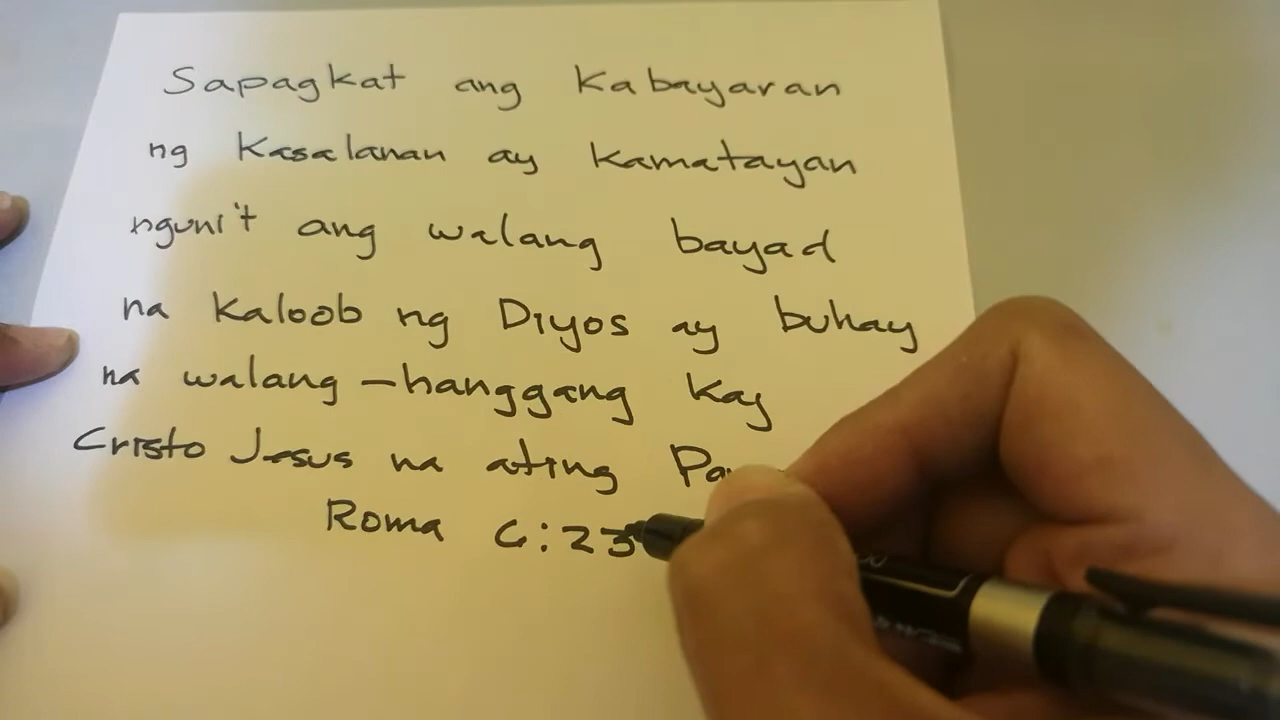 Sapagkat ang Kabayaran
ng Kasalanan ay Kamatayan
nguni't ang walang bayad
na Kaloob ng Diyos ay buhay
na walang-hanggang Kay
Cristo Jesus na ating
Roma 6:23